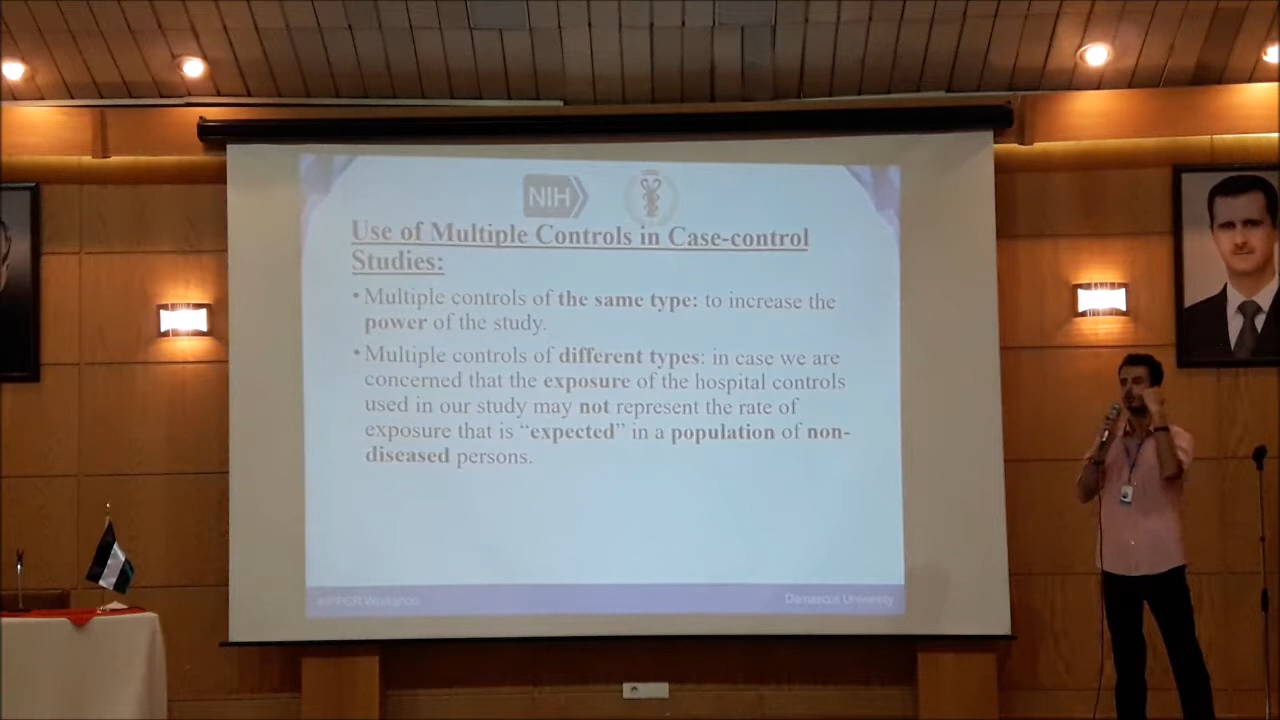 NIH
Use of Multiple Controls in Case-control
Studies:
• Multiple controls of the same type: to increase the
power of the study.
• Multiple controls of different types: in case we are
concerned that the exposure of the hospital controls
used in our study may not represent the rate of
exposure that is “expected” in a population of non-
diseased persons.
Workshop
Damascus University